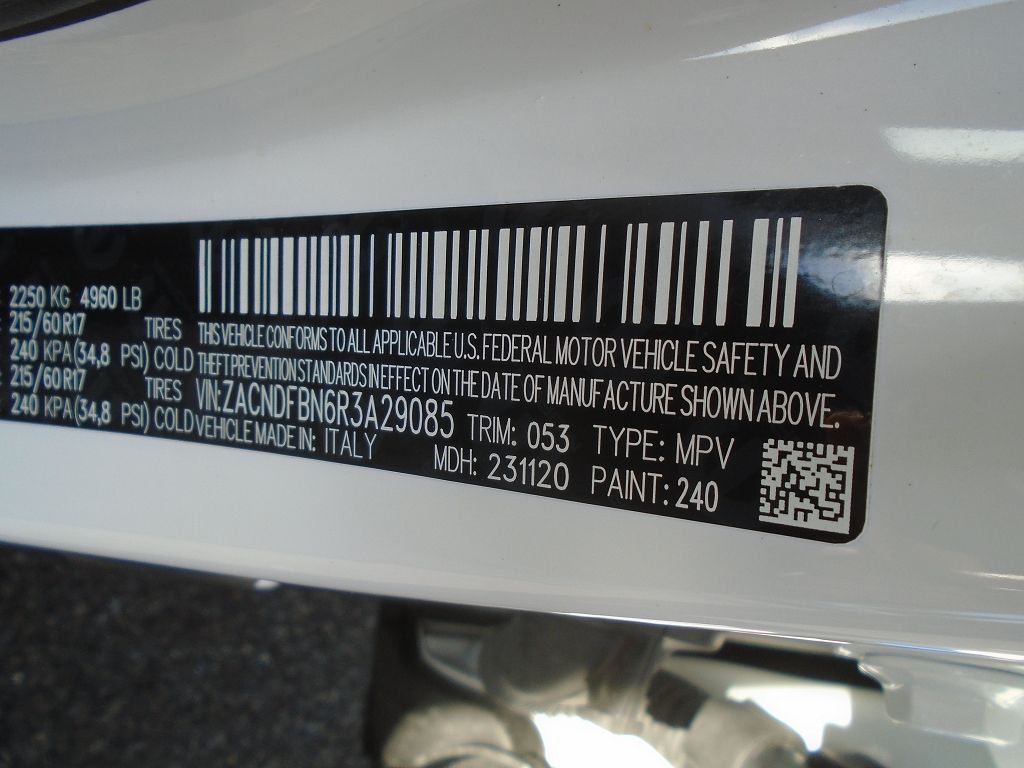 2250 KG 4960 LB
215/60R17 TIRES
240 KPA(34,8 PSI) COLD
215/60R17 TIRES
240 KPA(34,8 PSI) COLD
THIS VEHICLE CONFORMS TO ALL APPLICABLE U.S. FEDERAL MOTOR VEHICLE SAFETY AND
THEFT PREVENTION STANDARDS IN EFFECT ON THE DATE OF MANUFACTURE SHOWN ABOVE.
VIN: ZACNDFBN6R3A29085 TRIM: 053 TYPE: MPV
VEHICLE MADE IN: ITALY MDH: 231120 PAINT: 240